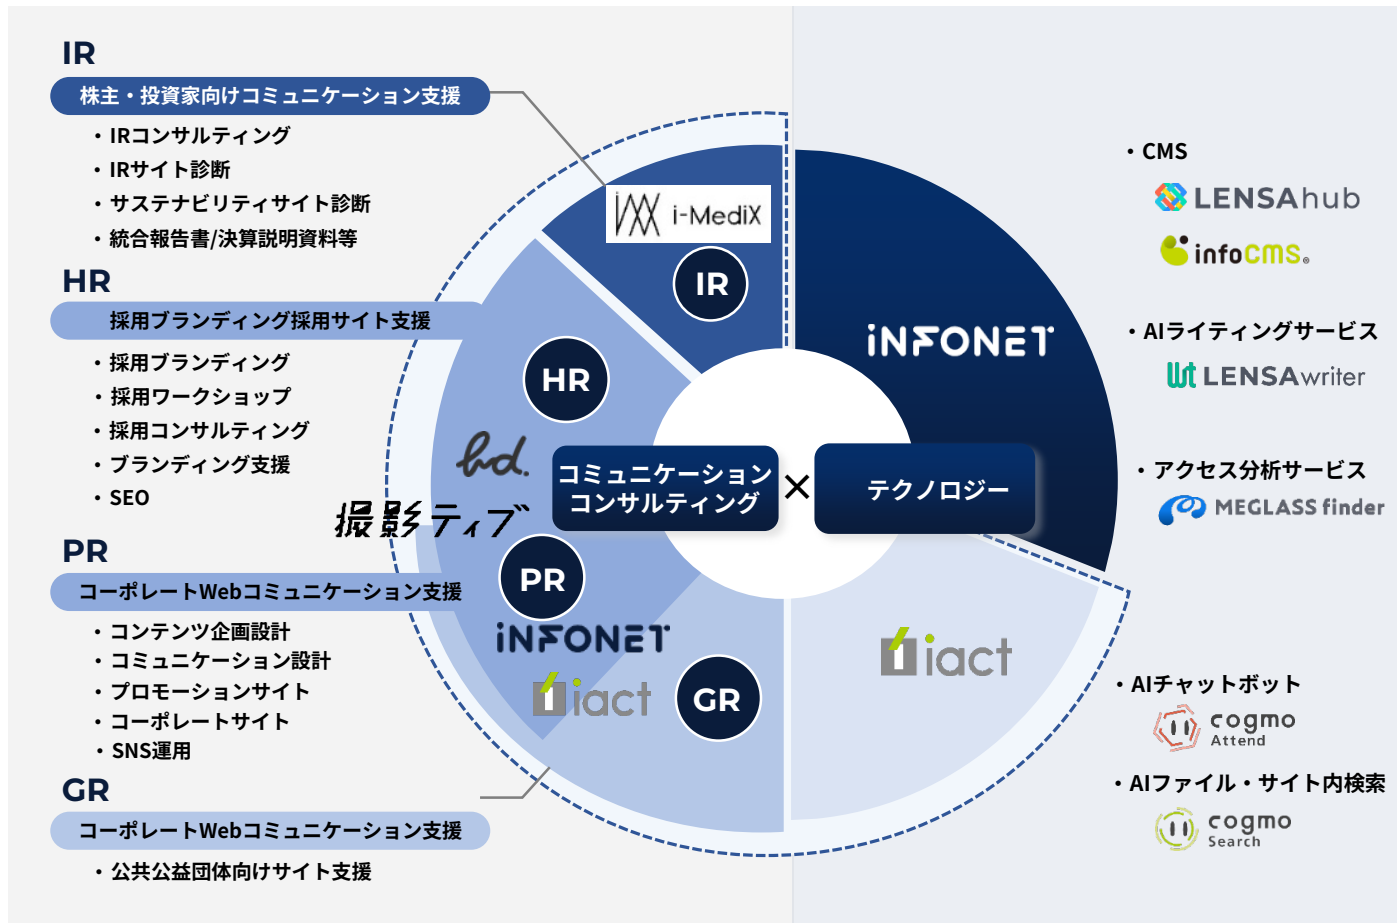 IR
株主・投資家向けコミュニケーション支援
・IRコンサルティング
・IRサイト診断
・サステナビリティサイト診断
・統合報告書/決算説明資料等
HR
採用ブランディング採用サイト支援
・採用ブランディング
・採用ワークショップ
・採用コンサルティング
・ブランディング支援
・SEO
PR
コーポレートWebコミュニケーション支援
・コンテンツ企画設計
・コミュニケーション設計
・プロモーションサイト
・コーポレートサイト
・SNS運用
GR
コーポレートWebコミュニケーション支援
・公共公益団体向けサイト支援
i-MediX
IR
HR
hd.
撮影ティブ
PR
iNFONET
iact
GR
コミュニケーション
コンサルティング
×
テクノロジー
iNFONET
iact
・CMS
LENSAhub
infoCMS®
・AIライティングサービス
LENSAwriter
・アクセス分析サービス
MEGLASS finder
・AIチャットボット
cogmo
Attend
・AIファイル・サイト内検索
cogmo
Search